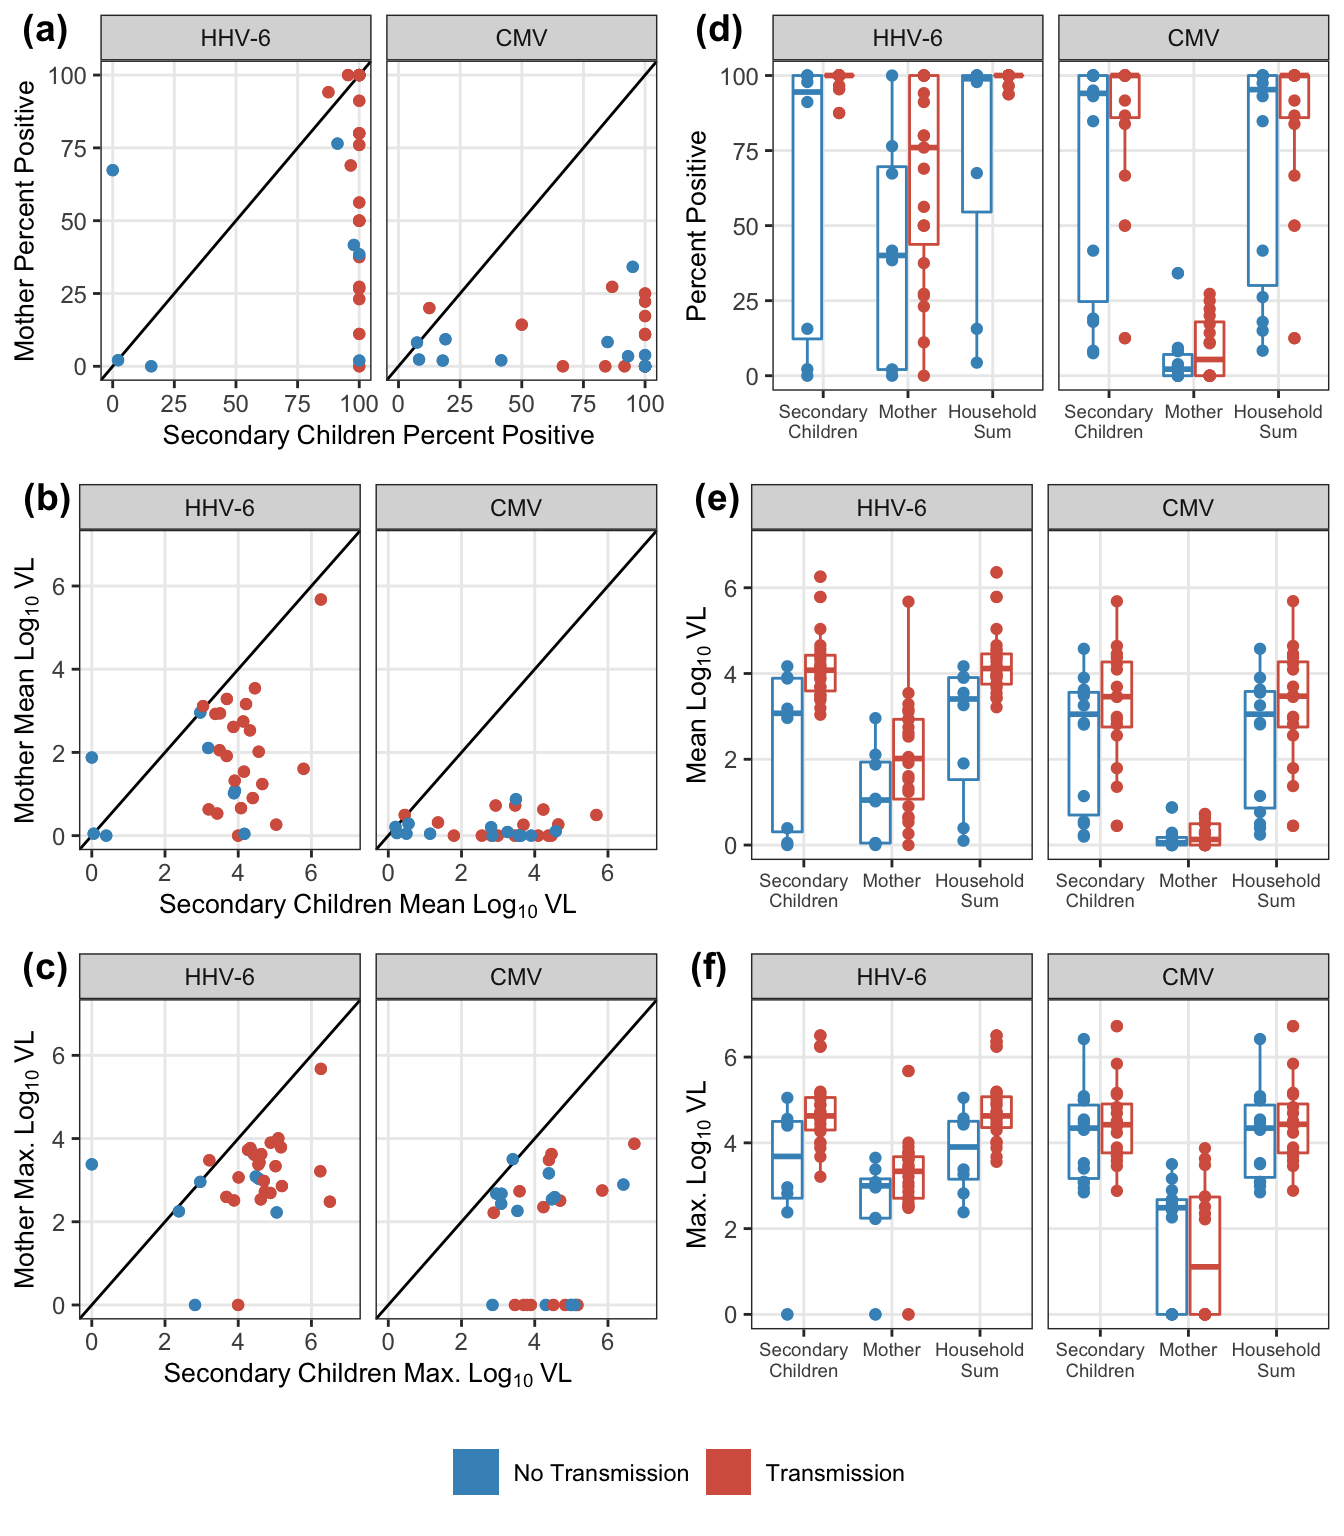 (a)
HHV-6 CMV
Mother Percent Positive
100
75
50
25
0
0 25 50 75 100 0 25 50 75 100
Secondary Children Percent Positive
(d)
HHV-6 CMV
Percent Positive
100
75
50
25
0
Secondary Children Mother Household Sum Secondary Children Mother Household Sum
(b)
HHV-6 CMV
Mother Mean Log10 VL
6
4
2
0
0 2 4 6 0 2 4 6
Secondary Children Mean Log10 VL
(e)
HHV-6 CMV
Mean Log10 VL
6
4
2
0
Secondary Children Mother Household Sum Secondary Children Mother Household Sum
(c)
HHV-6 CMV
Mother Max. Log10 VL
6
4
2
0
0 2 4 6 0 2 4 6
Secondary Children Max. Log10 VL
(f)
HHV-6 CMV
Max. Log10 VL
6
4
2
0
Secondary Children Mother Household Sum Secondary Children Mother Household Sum
No Transmission Transmission